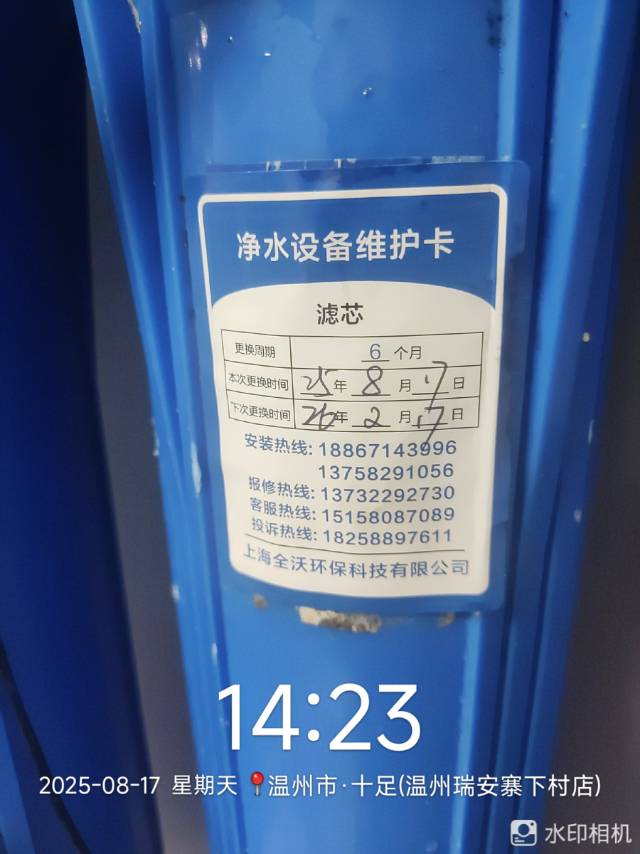 净水设备维护卡
滤芯
更换周期 6 个月
本次更换时间 25 年 8 月 17 日
下次更换时间 26 年 2 月 17 日
安装热线: 18867143996
13758291056
报修热线: 13732292730
客服热线: 15158087089
投诉热线: 18258897611
上海全沃环保科技有限公司
14:23
2025-08-17 星期天 📍温州市·十足(温州瑞安寨下村店)
水印相机